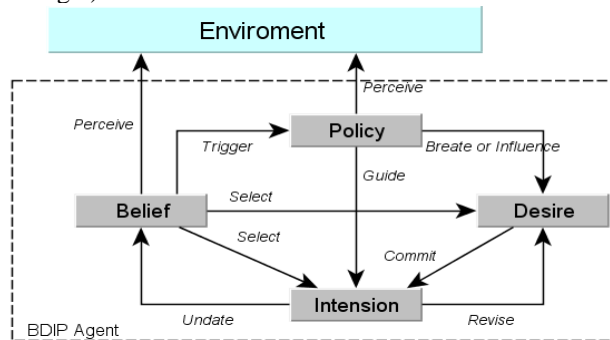 Enviroment
Perceive
Perceive
Policy
Trigger
Breate or Influence
Guide
Belief
Select
Desire
Select
Commit
Intension
Undate
Revise
BDIP Agent